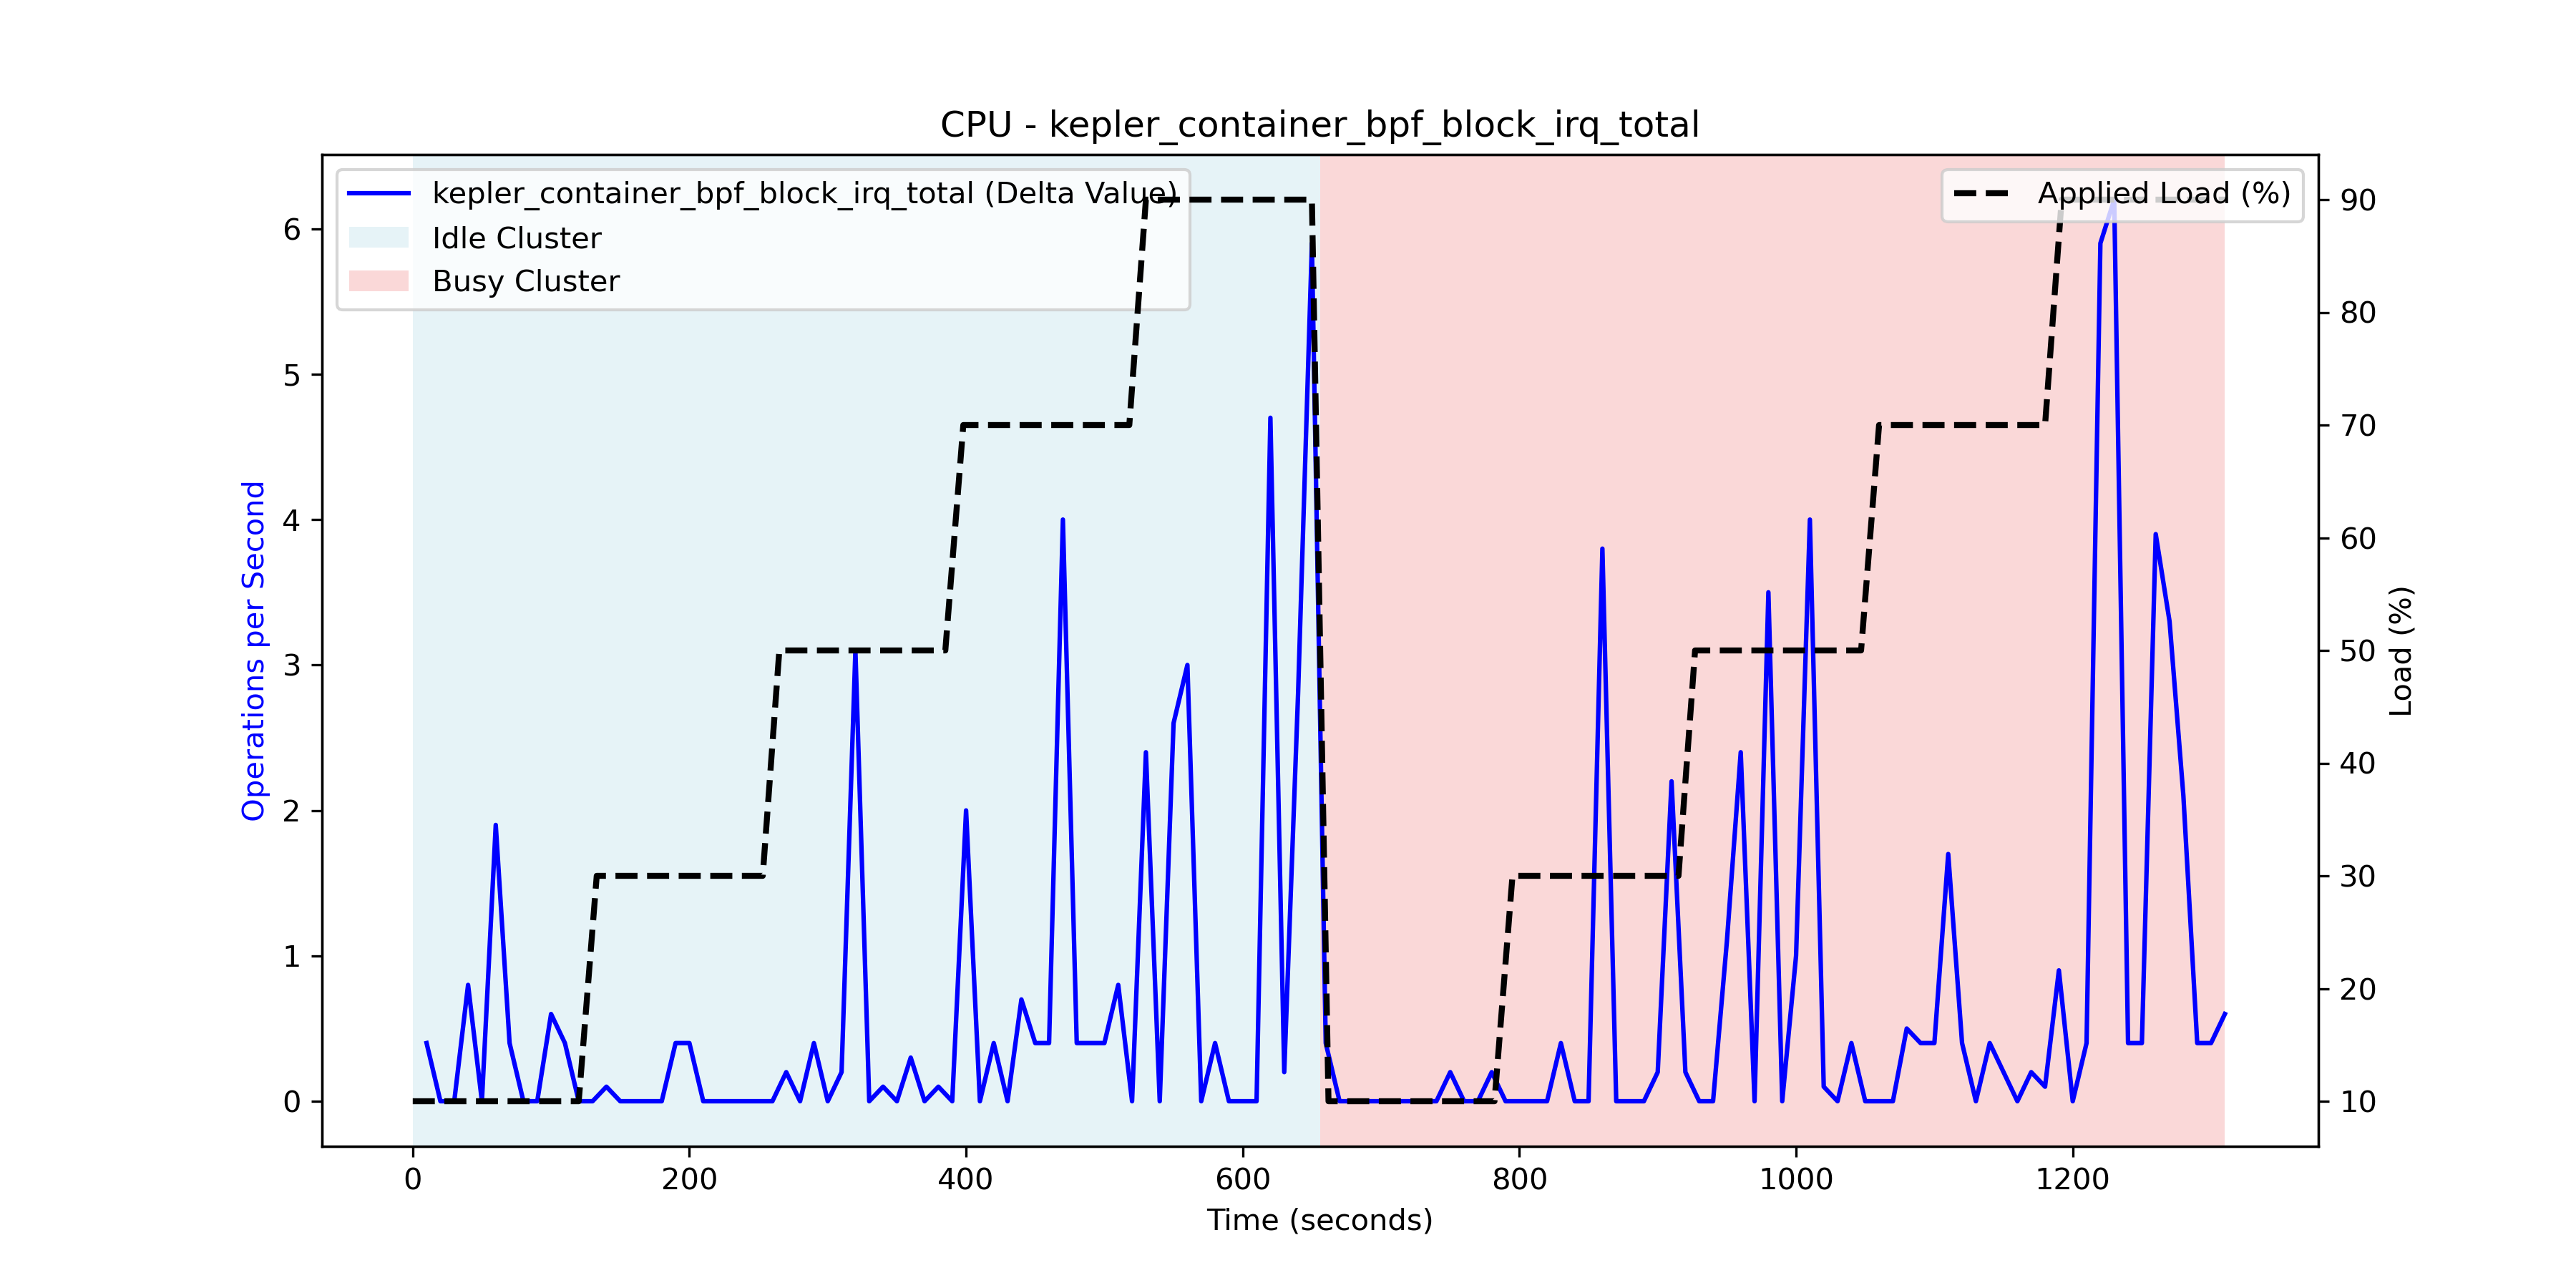 CPU - kepler_container_bpf_block_irq_total
kepler_container_bpf_block_irq_total (Delta Value)
Idle Cluster
Busy Cluster
Applied Load (%)
Operations per Second
6
5
4
3
2
1
0
90
80
70
60
50
40
30
20
10
Load (%)
0 200 400 600 800 1000 1200
Time (seconds)